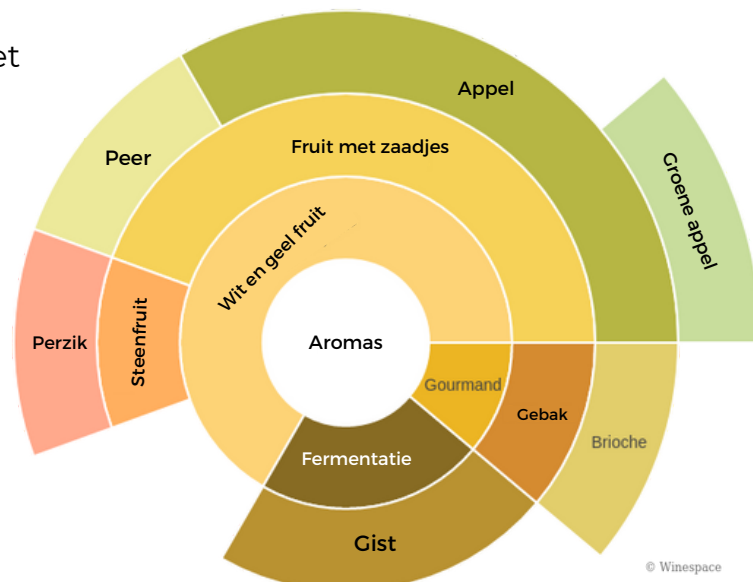 et
Appel
Peer
Fruit met zaadjes
Groene appel
Wit en geel fruit
Perzik
Steenfruit
Aromas
Gourmand
Gebak
Brioche
Fermentatie
Gist
© Winespace